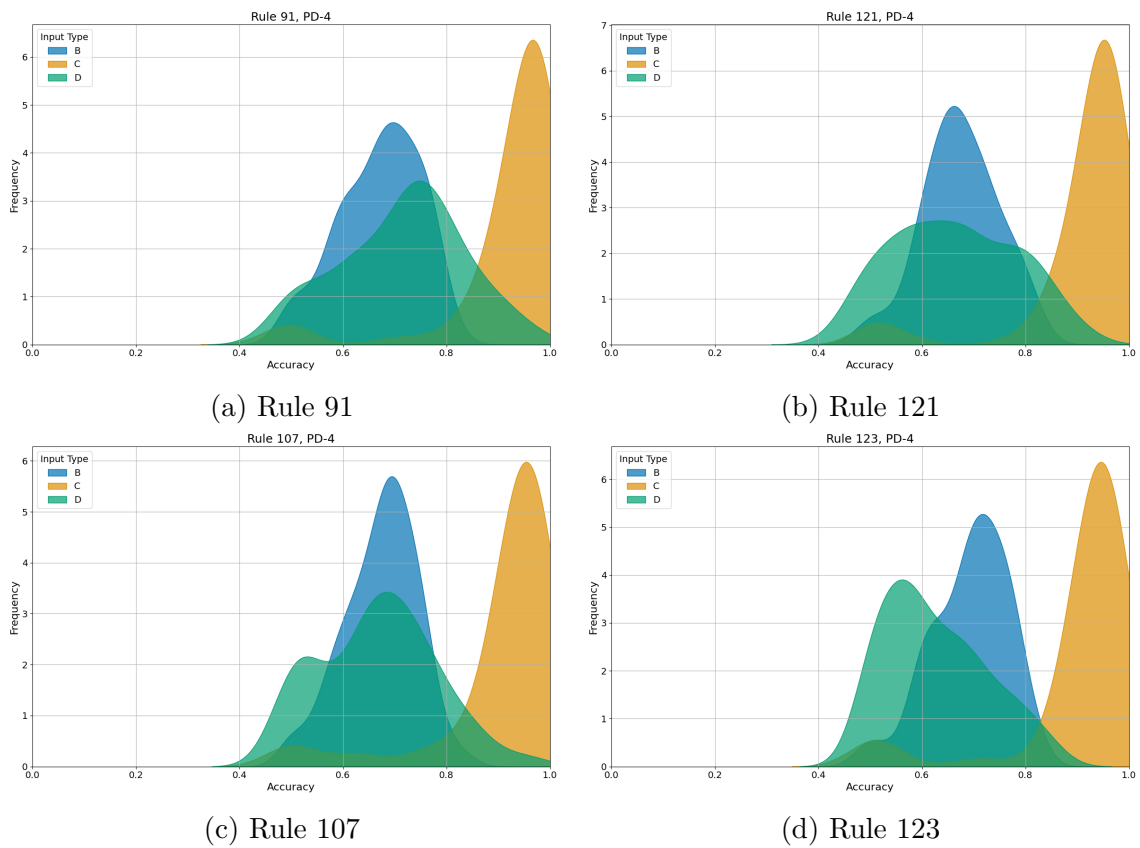 Rule 91, PD-4
Input Type
B
C
D
Frequency
6
5
4
3
2
1
0
0.0 0.2 0.4 0.6 0.8 1.0
Accuracy
(a) Rule 91
Rule 121, PD-4
Input Type
B
C
D
Frequency
7
6
5
4
3
2
1
0
0.0 0.2 0.4 0.6 0.8 1.0
Accuracy
(b) Rule 121
Rule 107, PD-4
Input Type
B
C
D
Frequency
6
5
4
3
2
1
0
0.0 0.2 0.4 0.6 0.8 1.0
Accuracy
(c) Rule 107
Rule 123, PD-4
Input Type
B
C
D
Frequency
6
5
4
3
2
1
0
0.0 0.2 0.4 0.6 0.8 1.0
Accuracy
(d) Rule 123